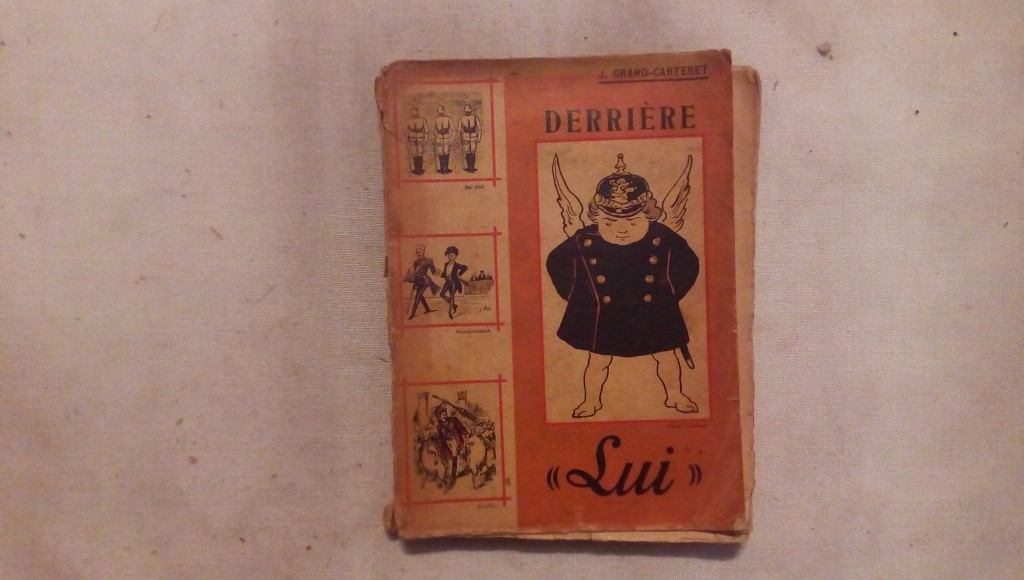 J. GRAND-CARTERET
DERRIÈRE
« Lui »